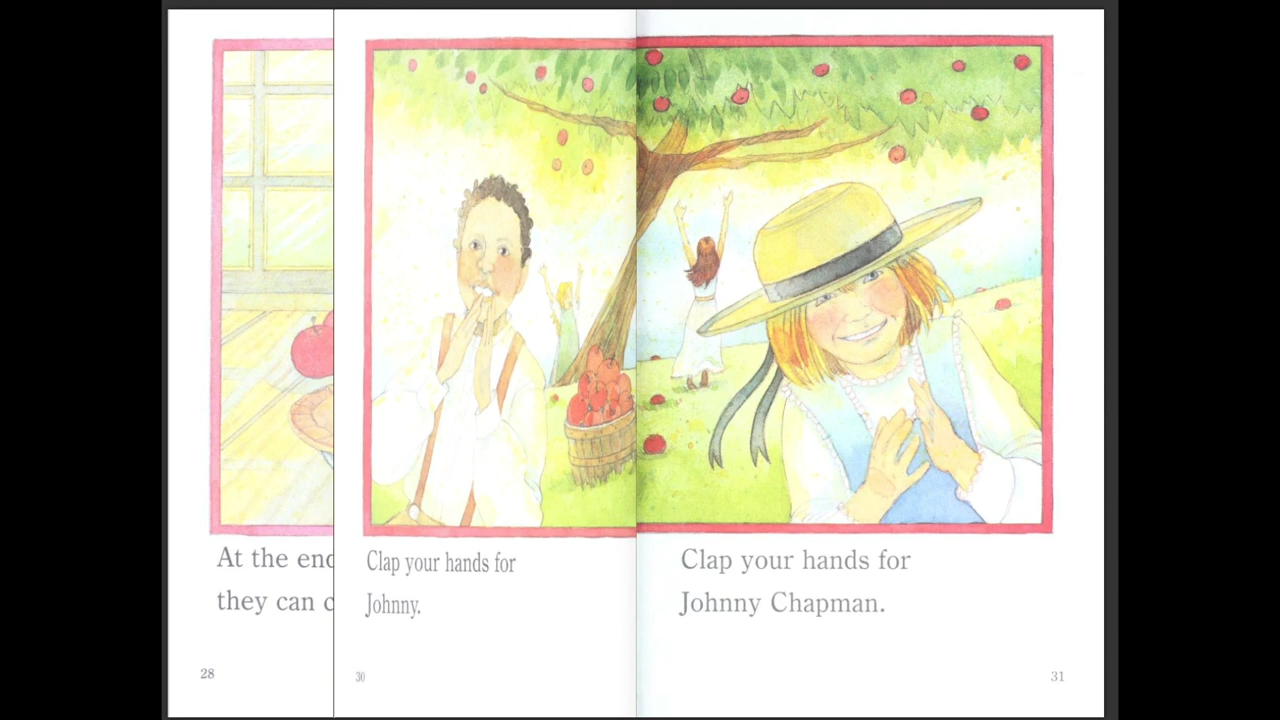 At the end
they can c
28
Clap your hands for
Johnny.
30
Clap your hands for
Johnny Chapman.
31